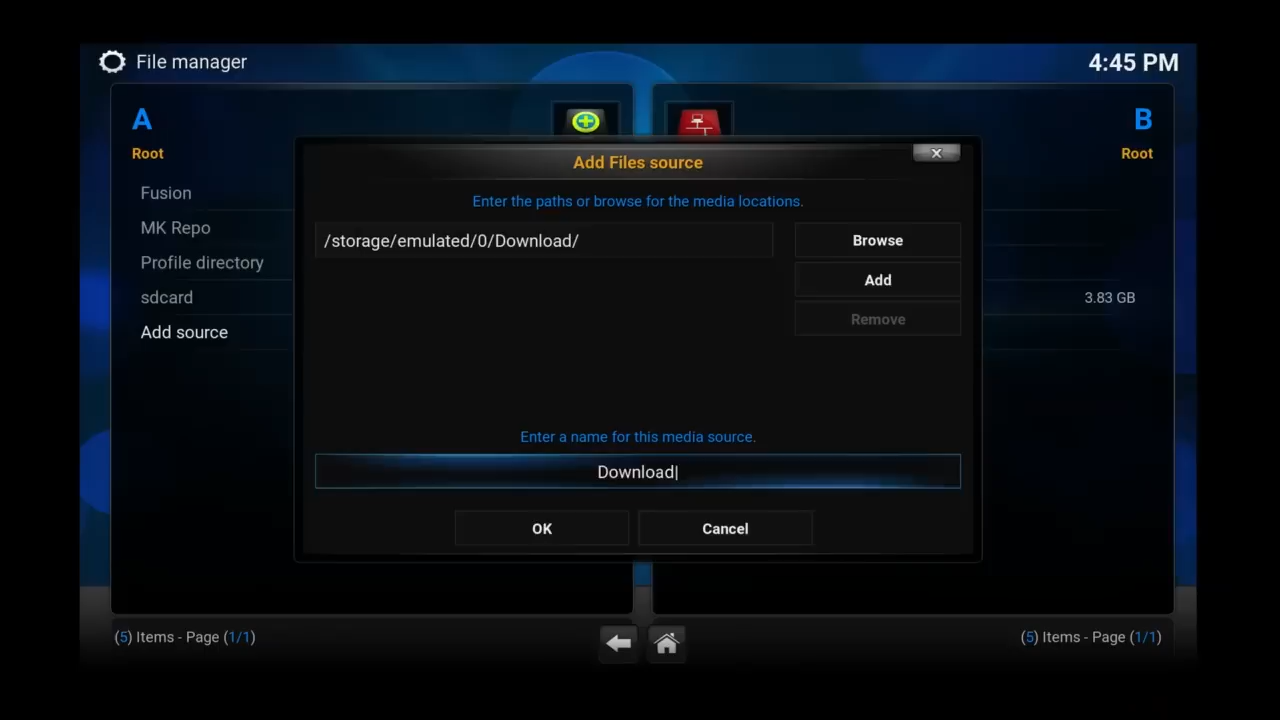 File manager
4:45 PM
A
B
Root
Root
Fusion
MK Repo
Profile directory
sdcard
Add source
3.83 GB
Add Files source
Enter the paths or browse for the media locations.
/storage/emulated/0/Download/
Browse
Add
Remove
Enter a name for this media source.
Download|
OK
Cancel
(5) Items - Page (1/1)
(5) Items - Page (1/1)